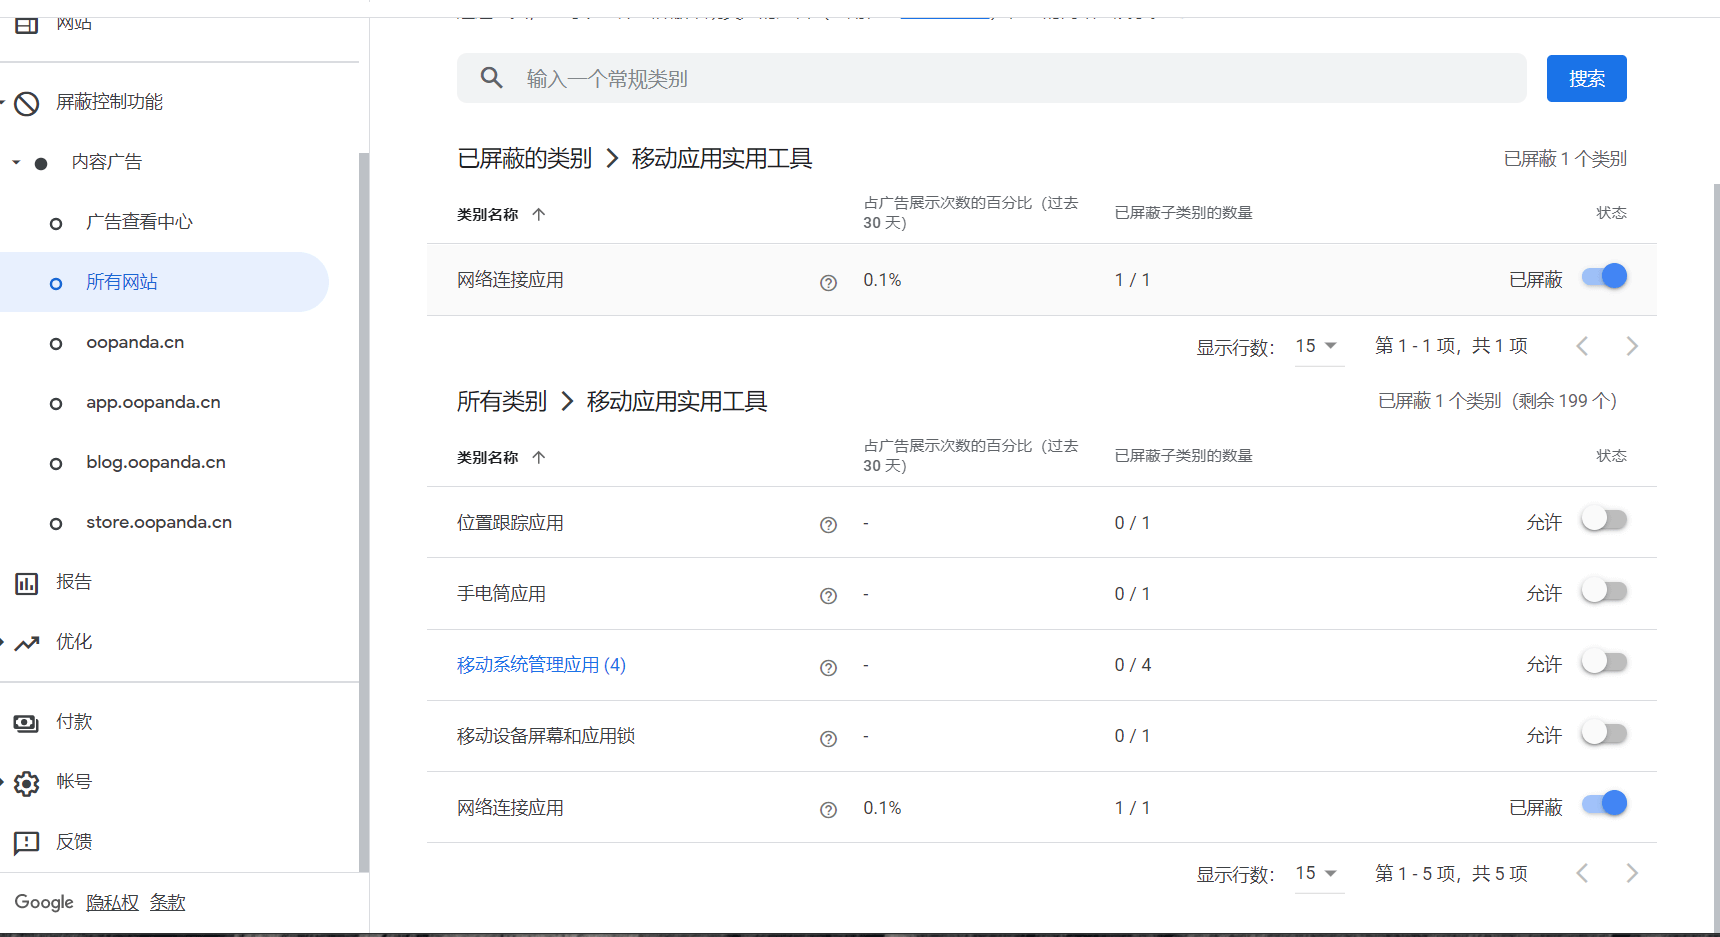 网站
屏蔽控制功能
内容广告
广告查看中心
所有网站
oopanda.cn
app.oopanda.cn
blog.oopanda.cn
store.oopanda.cn
报告
优化
付款
帐号
反馈
Google 隐私权 条款
输入一个常规类别
搜索
已屏蔽的类别 移动应用实用工具
已屏蔽 1 个类别
类别名称
占广告展示次数的百分比（过去
30 天）
已屏蔽子类别的数量
状态
网络连接应用 0.1% 1 / 1 已屏蔽
显示行数： 15 第 1 - 1 项，共 1 项
所有类别 移动应用实用工具
已屏蔽 1 个类别（剩余 199 个）
类别名称
占广告展示次数的百分比（过去
30 天）
已屏蔽子类别的数量
状态
位置跟踪应用 - 0 / 1 允许
手电筒应用 - 0 / 1 允许
移动系统管理应用 (4) - 0 / 4 允许
移动设备屏幕和应用锁 - 0 / 1 允许
网络连接应用 0.1% 1 / 1 已屏蔽
显示行数： 15 第 1 - 5 项，共 5 项